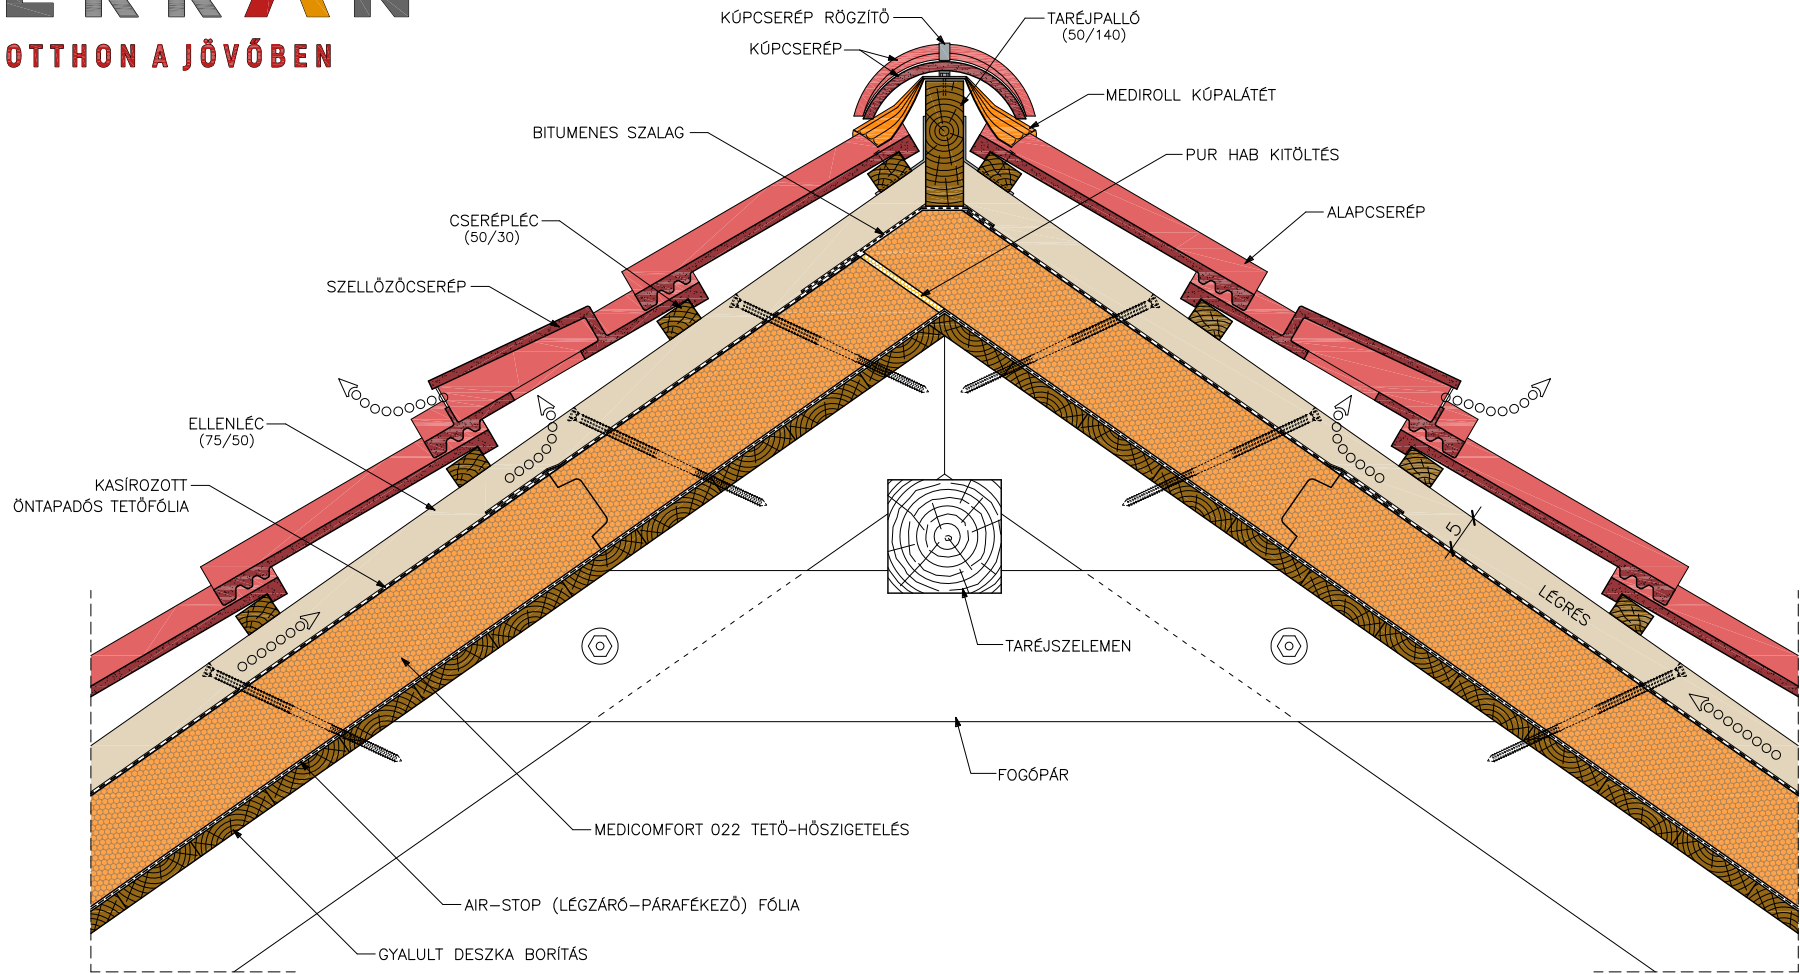 OTTHON A JÖVŐBEN
KÚPCSERÉP RÖGZÍTŐ
KÚPCSERÉP
TARÉJPALLÓ
(50/140)
MEDIROLL KÚPALÁTÉT
BITUMENES SZALAG
PUR HAB KITÖLTÉS
CSERÉPLÉC
(50/30)
ALAPCSERÉP
SZELLŐZŐCSERÉP
ELLENLÉC
(75/50)
KASÍROZOTT
ÖNTAPADÓS TETŐFÓLIA
5
LÉGRÉS
TARÉJSZELEMEN
FOGÓPÁR
MEDICOMFORT 022 TETŐ-HŐSZIGETELÉS
AIR-STOP (LÉGZÁRÓ-PÁRAFÉKEZŐ) FÓLIA
GYALULT DESZKA BORÍTÁS